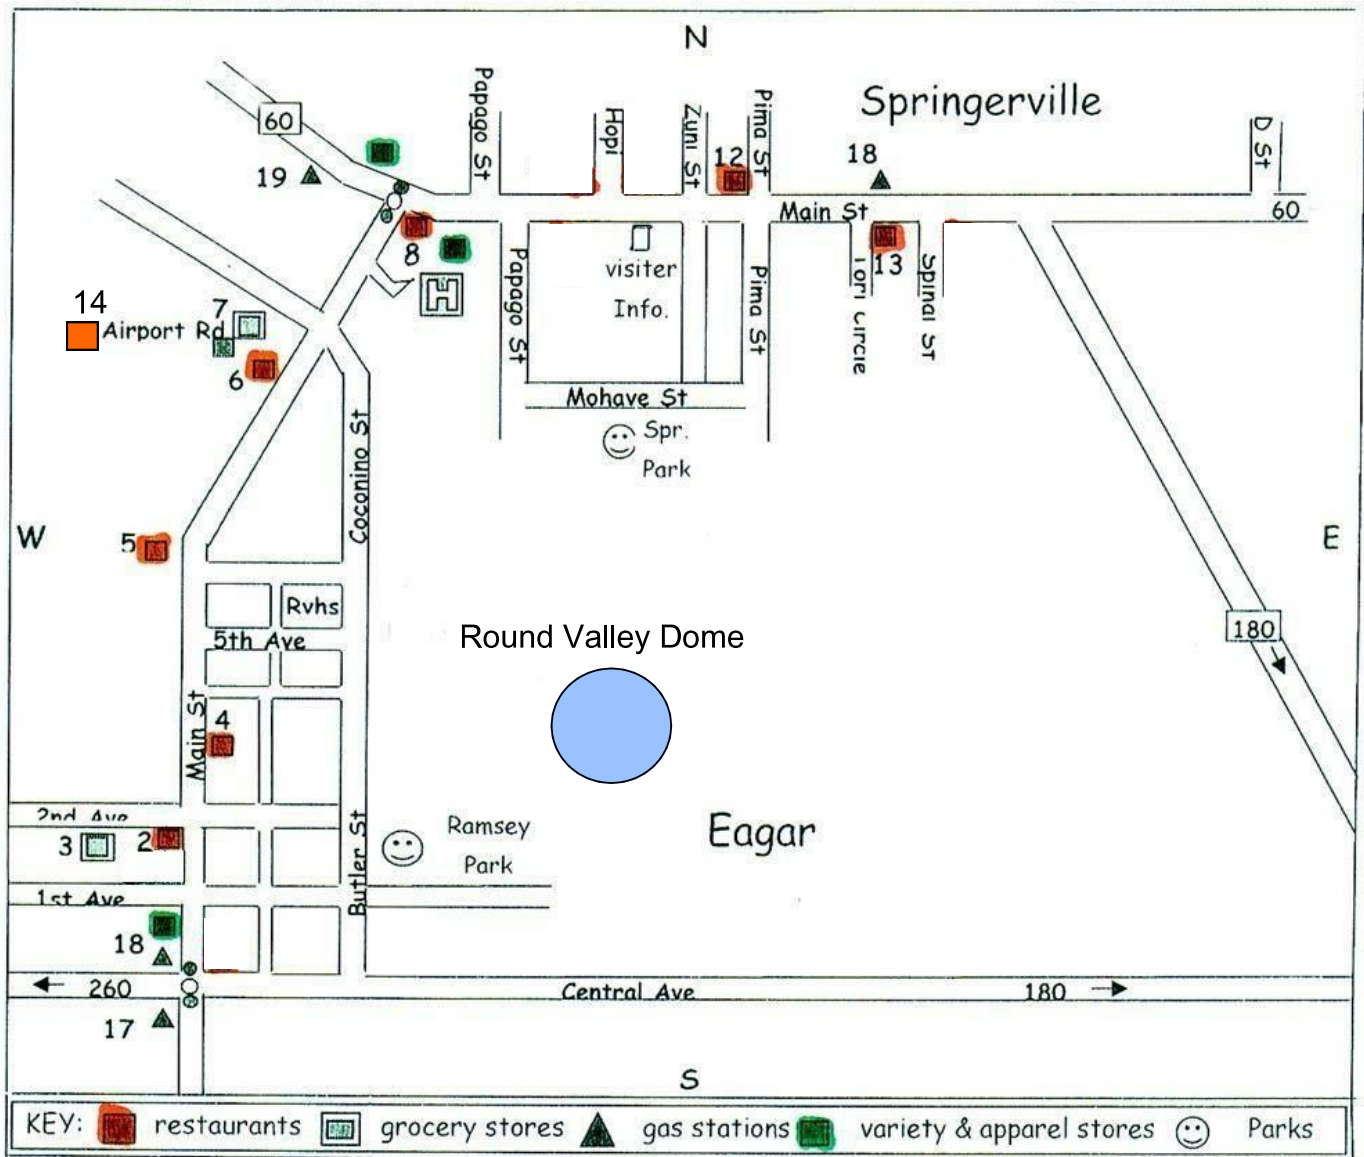 N
Springerville
Papago St
Hopi
Zuni St
Pima St
D St
60
19
12
18
Main St
60
8
13
visiter
Info.
H
Papago St
Pima St
Tori Circle
Spinal St
14
7
Airport Rd
6
Mohave St
Spr.
Park
Coconino St
W
5
E
Rvhs
180
5th Ave
Round Valley Dome
Main St
4
2nd Ave
3
2
Butler St
Ramsey
Park
Eagar
1st Ave
18
260
Central Ave
180
17
S
KEY: restaurants grocery stores gas stations variety & apparel stores Parks